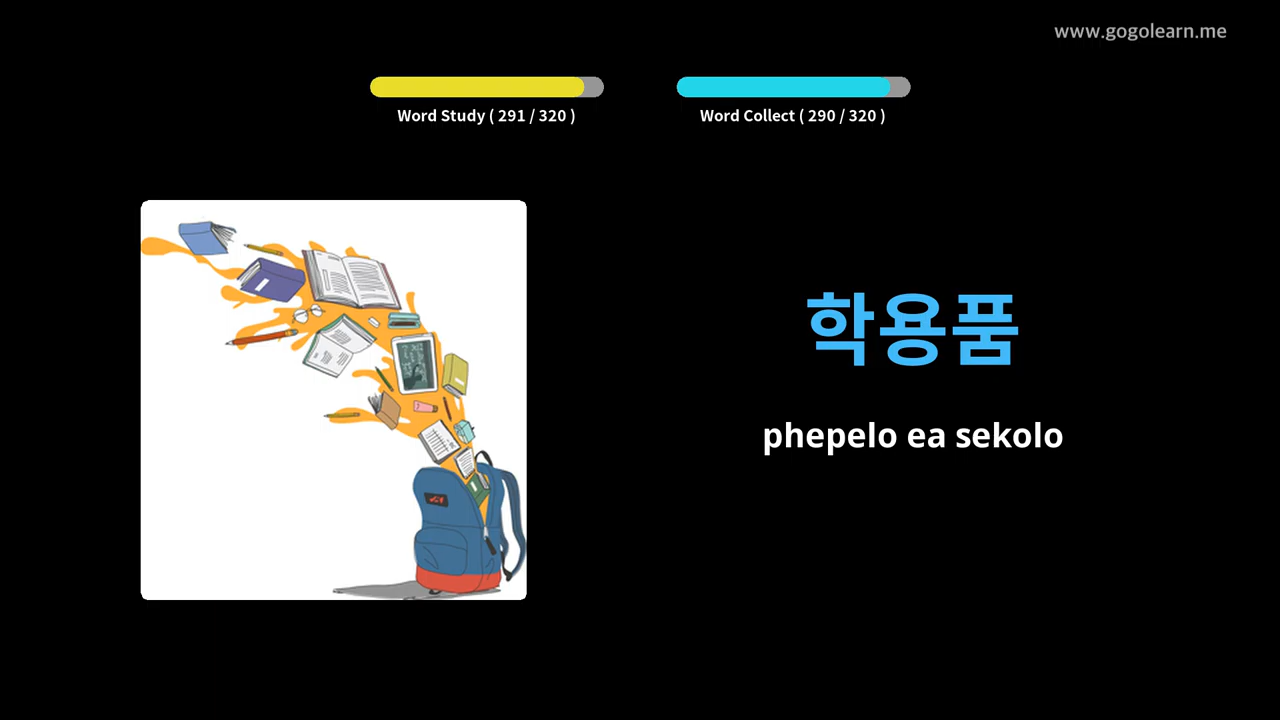 www.gogolearn.me
Word Study ( 291 / 320 )
Word Collect ( 290 / 320 )
학용품
phepelo ea sekolo